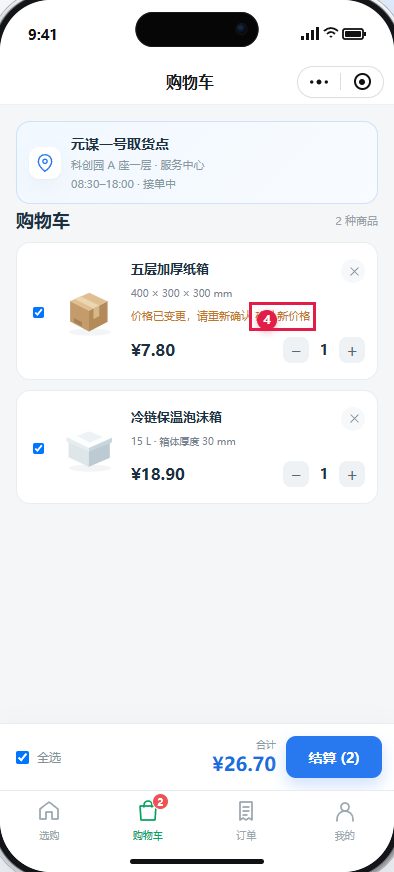 9:41
购物车
元谋一号取货点
科创园 A 座一层 · 服务中心
08:30–18:00 · 接单中
购物车
2 种商品
五层加厚纸箱
400 × 300 × 300 mm
价格已变更，请重新确认
4
新价格
¥7.80
− 1 +
冷链保温泡沫箱
15 L · 箱体厚度 30 mm
¥18.90
− 1 +
全选
合计
¥26.70
结算 (2)
2
选购
购物车
订单
我的